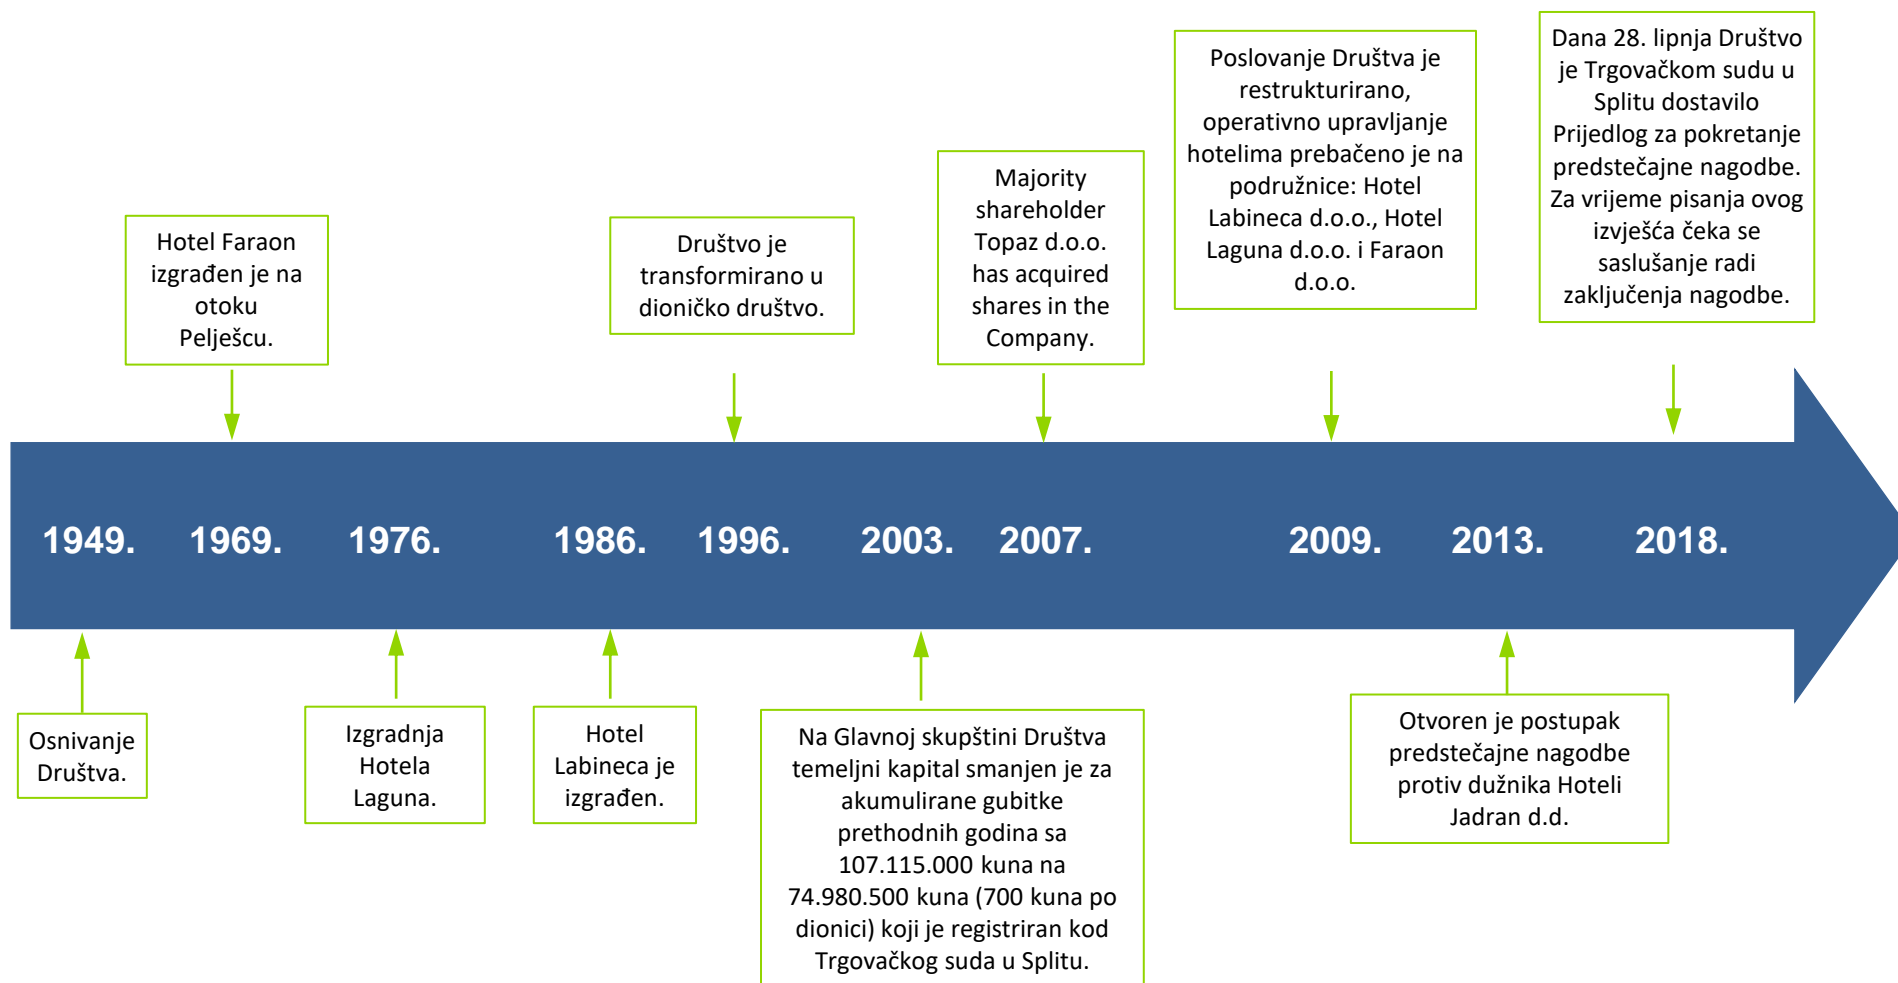 Hotel Faraon
izgrađen je na
otoku
Pelješcu.
Društvo je
transformirano u
dioničko društvo.
Majority
shareholder
Topaz d.o.o.
has acquired
shares in the
Company.
Poslovanje Društva je
restrukturirano,
operativno upravljanje
hotelima prebačeno je na
podružnice: Hotel
Labineca d.o.o., Hotel
Laguna d.o.o. i Faraon
d.o.o.
Dana 28. lipnja Društvo
je Trgovačkom sudu u
Splitu dostavilo
Prijedlog za pokretanje
predstečajne nagodbe.
Za vrijeme pisanja ovog
izvješća čeka se
saslušanje radi
zaključenja nagodbe.
1949. 1969. 1976. 1986. 1996. 2003. 2007. 2009. 2013. 2018.
Osnivanje
Društva.
Izgradnja
Hotela
Laguna.
Hotel
Labineca je
izgrađen.
Na Glavnoj skupštini Društva
temeljni kapital smanjen je za
akumulirane gubitke
prethodnih godina sa
107.115.000 kuna na
74.980.500 kuna (700 kuna po
dionici) koji je registriran kod
Trgovačkog suda u Splitu.
Otvoren je postupak
predstečajne nagodbe
protiv dužnika Hoteli
Jadran d.d.